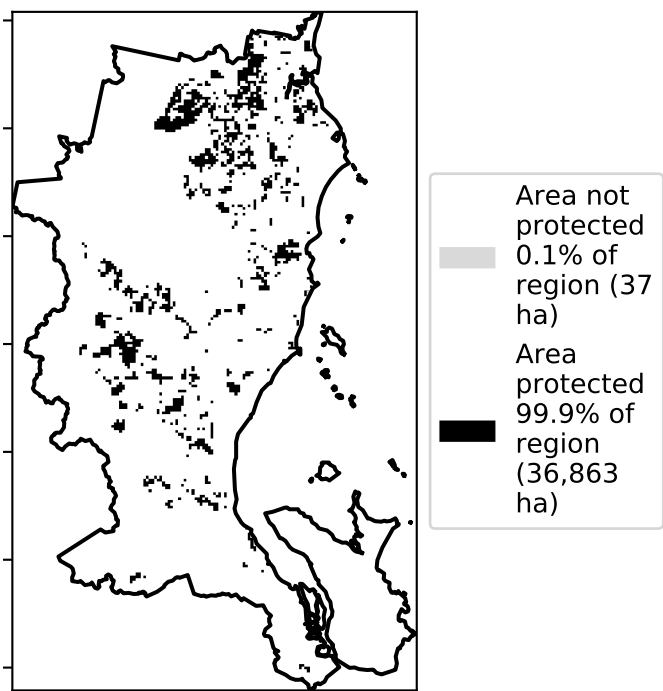 Area not
protected
0.1% of
region (37
ha)
Area
protected
99.9% of
region
(36,863
ha)